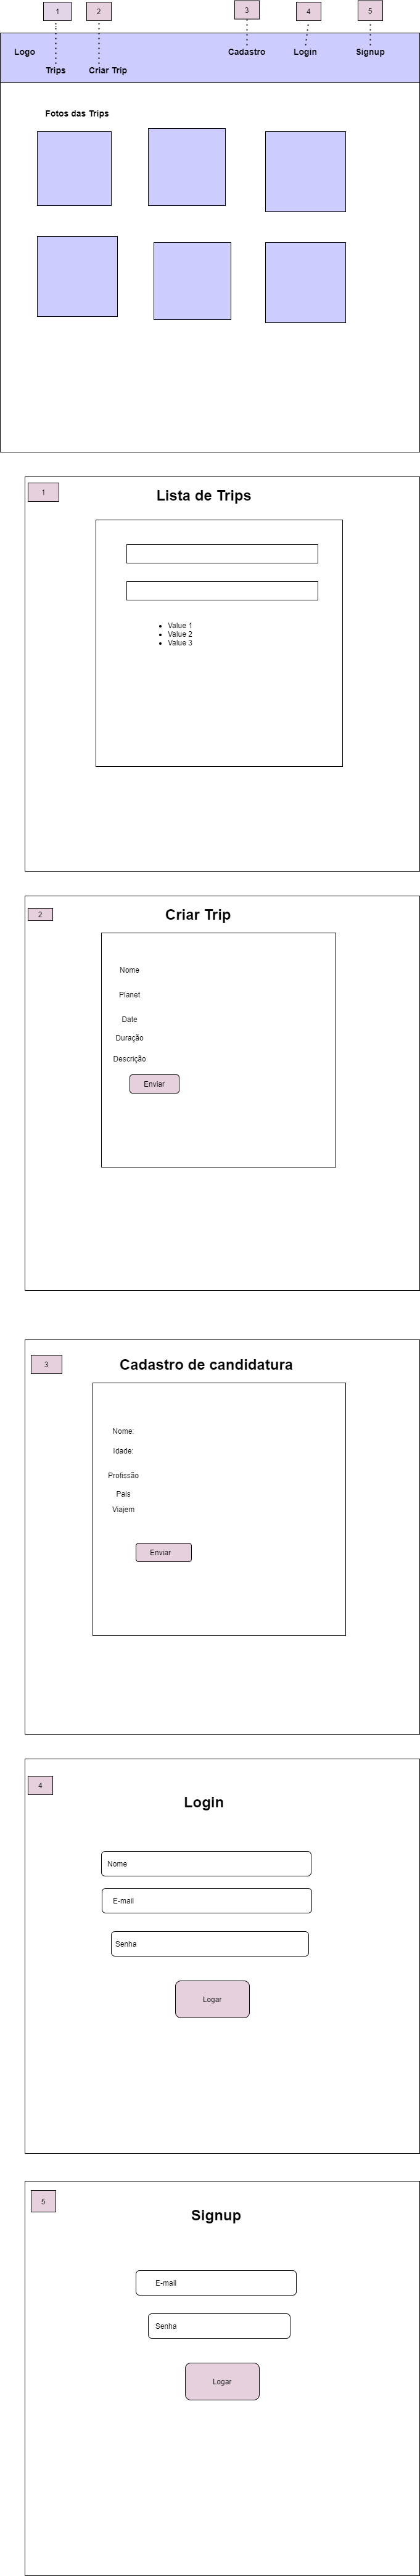 1
2
3
4
5
Logo
Cadastro
Login
Signup
Trips
Criar Trip
Fotos das Trips
1
Lista de Trips
Value 1
Value 2
Value 3
2
Criar Trip
Nome
Planet
Date
Duração
Descrição
Enviar
3
Cadastro de candidatura
Nome:
Idade:
Profissão
Pais
Viajem
Enviar
4
Login
Nome
E-mail
Senha
Logar
5
Signup
E-mail
Senha
Logar